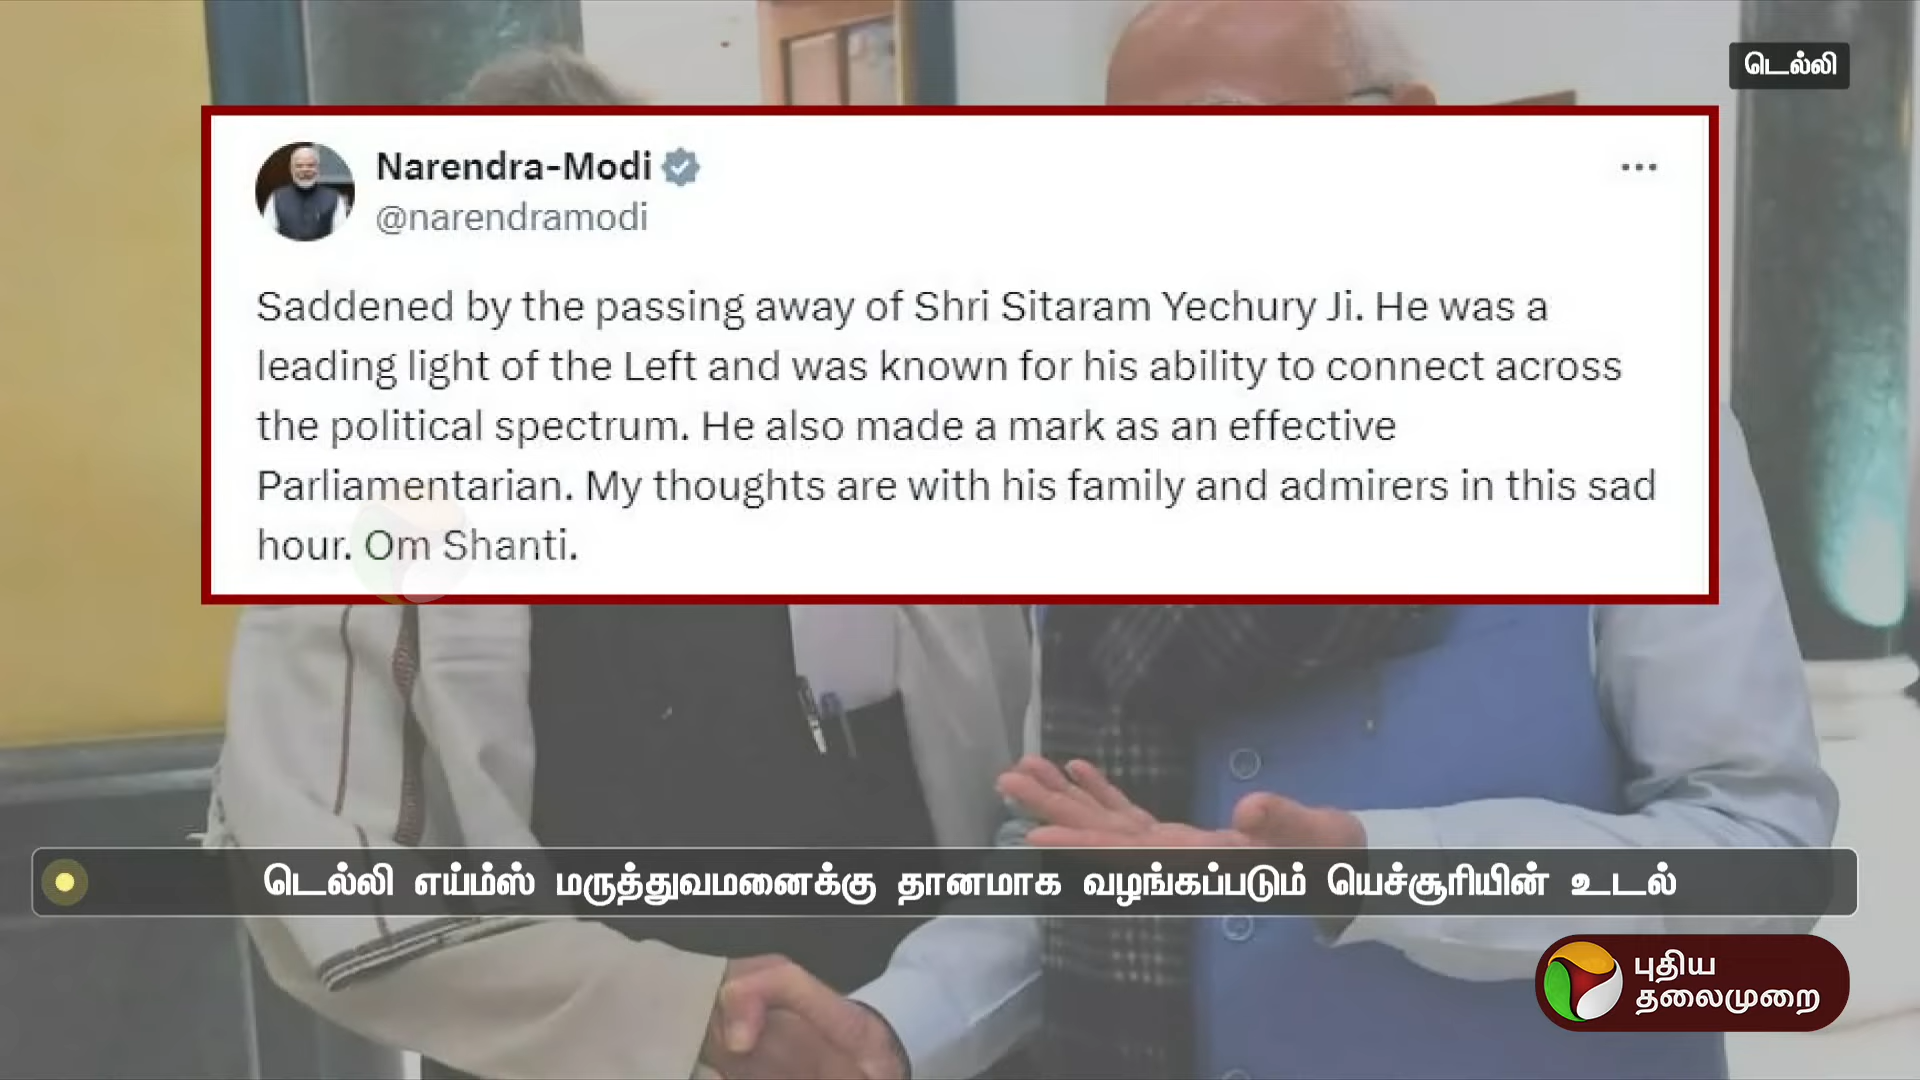 டெல்லி
Narendra-Modi
@narendramodi
Saddened by the passing away of Shri Sitaram Yechury Ji. He was a
leading light of the Left and was known for his ability to connect across
the political spectrum. He also made a mark as an effective
Parliamentarian. My thoughts are with his family and admirers in this sad
hour. Om Shanti.
டெல்லி எய்ம்ஸ் மருத்துவமனைக்கு தானமாக வழங்கப்படும் யெச்சூரியின் உடல்
புதிய
தலைமுறை